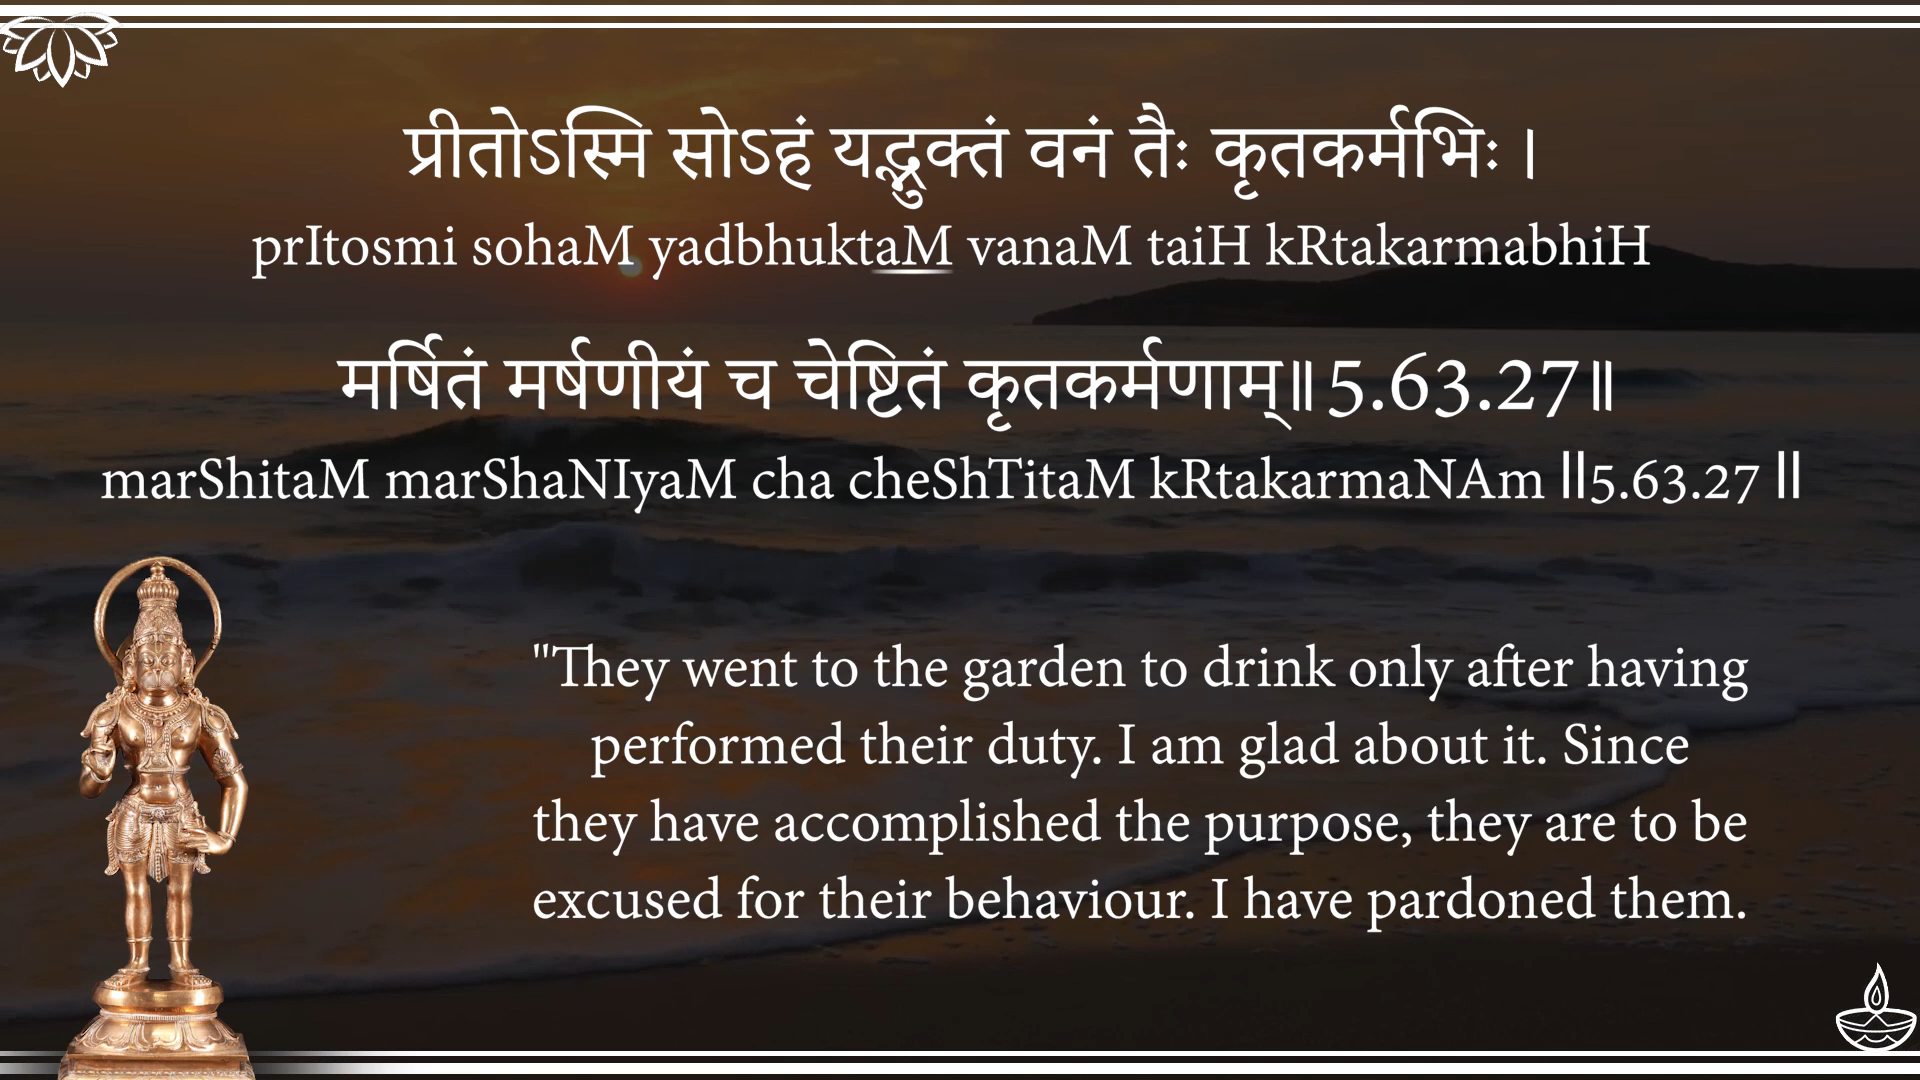 प्रीतोऽस्मि सोऽहं यद्भुक्तं वनं तैः कृतकर्मभिः ।
prItosmi sohaM yadbhuktaM vanaM taiH kRtakarmabhiH
मर्षितं मर्षणीयं च चेष्टितं कृतकर्मणाम्॥5.63.27॥
marShitaM marShaNIyaM cha cheShTitaM kRtakarmaNAm ||5.63.27 ||
"They went to the garden to drink only after having
performed their duty. I am glad about it. Since
they have accomplished the purpose, they are to be
excused for their behaviour. I have pardoned them.